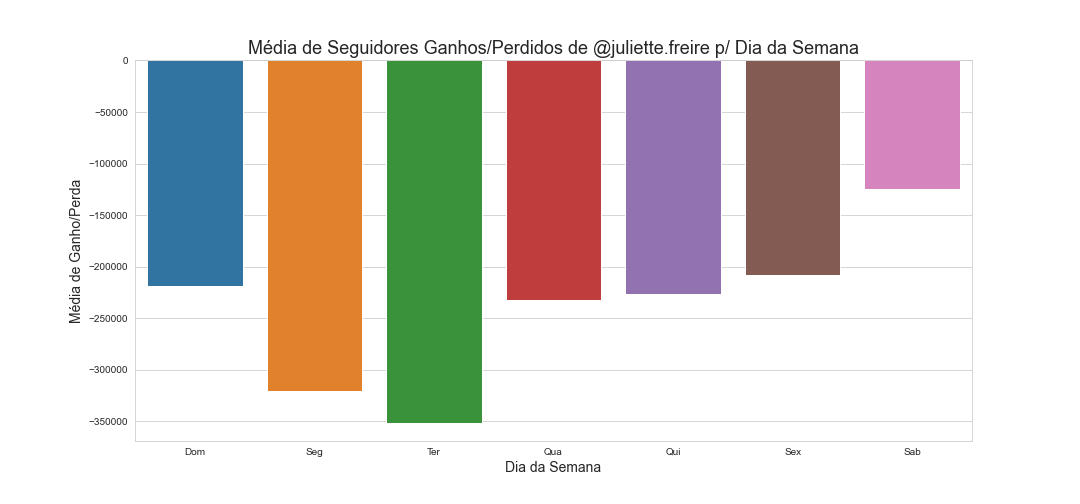 Média de Seguidores Ganhos/Perdidos de @juliette.freire p/ Dia da Semana
0
−50000
−100000
−150000
−200000
−250000
−300000
−350000
Média de Ganho/Perda
Dom Seg Ter Qua Qui Sex Sab
Dia da Semana